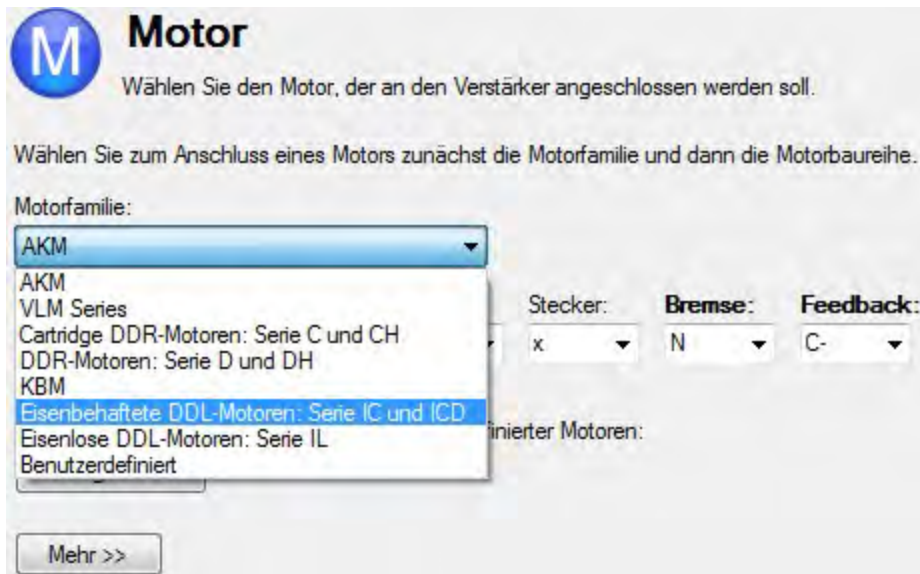 M
Motor
Wählen Sie den Motor, der an den Verstärker angeschlossen werden soll.
Wählen Sie zum Anschluss eines Motors zunächst die Motorfamilie und dann die Motorbaureihe.
Motorfamilie:
AKM
AKM
VLM Series
Cartridge DDR-Motoren: Serie C und CH
DDR-Motoren: Serie D und DH
KBM
Eisenbehaftete DDL-Motoren: Serie IC und ICD
Eisenlose DDL-Motoren: Serie IL
Benutzerdefiniert
Stecker: Bremse: Feedback:
x N C-
Motoren:
Mehr >>